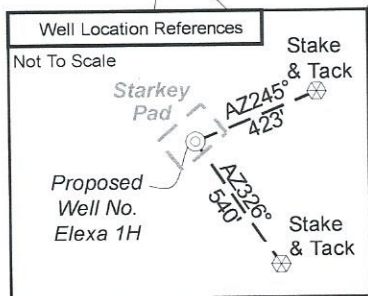 Well Location References
Not To Scale
Stake
& Tack
Starkey
Pad
AZ245°
423'
Proposed
Well No.
Elexa 1H
AZ326°
540'
Stake
& Tack